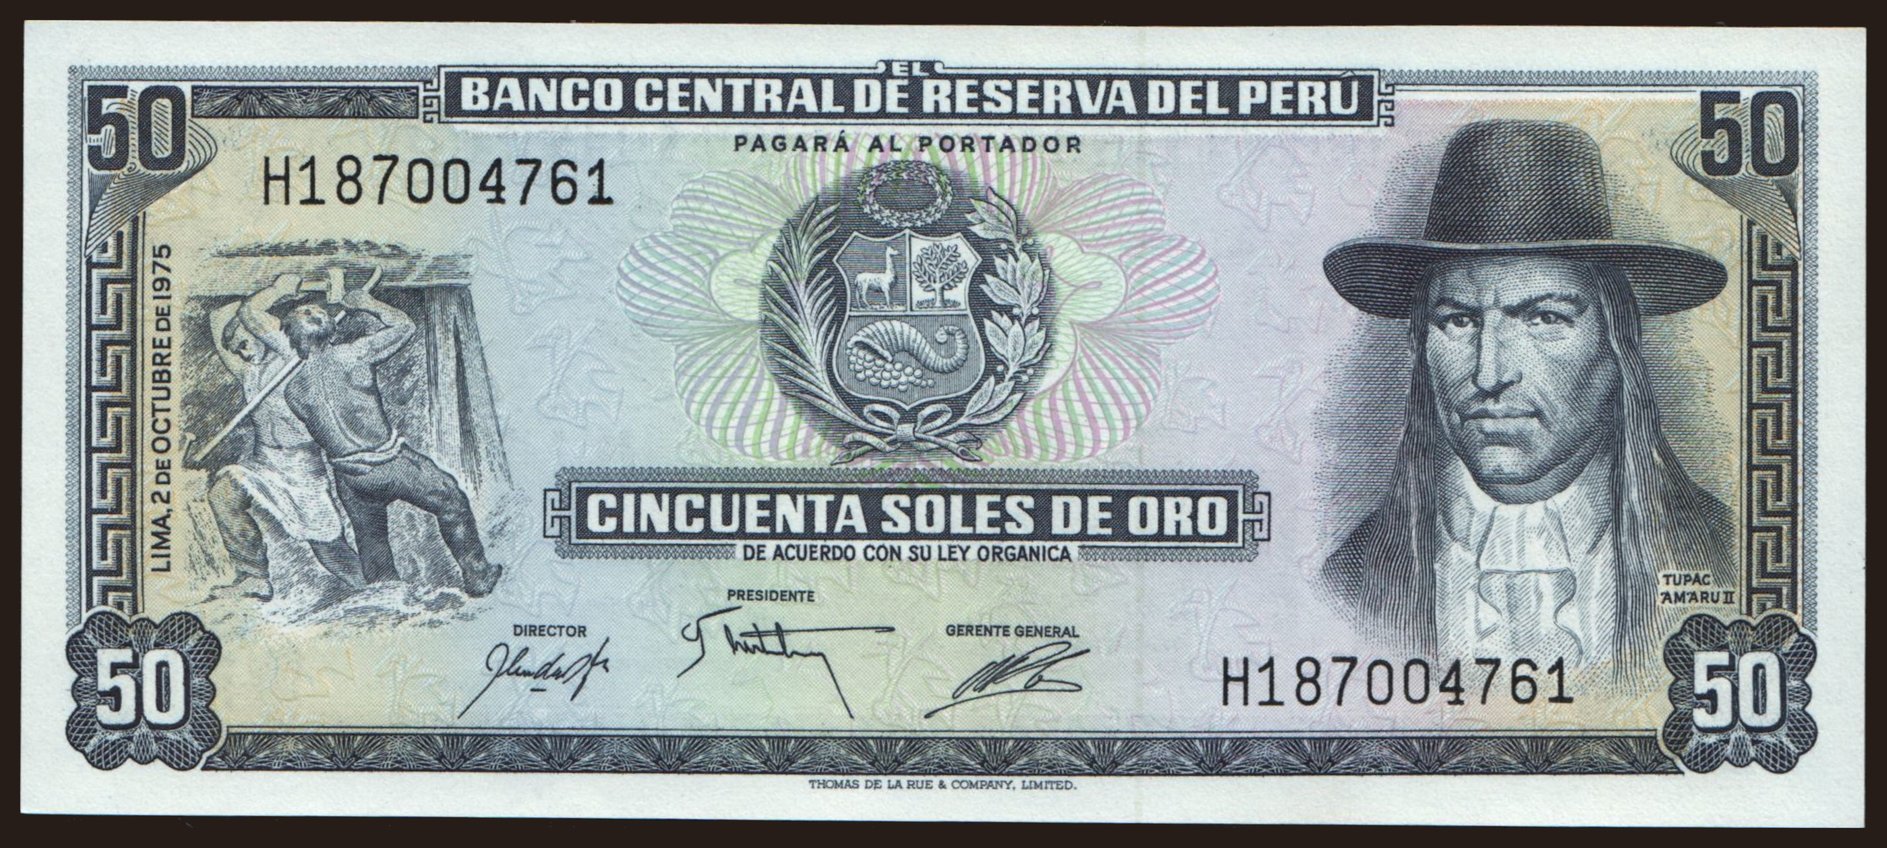 EL
BANCO CENTRAL DE RESERVA DEL PERÚ
50
50
PAGARÁ AL PORTADOR
H187004761
LIMA, 2 DE OCTUBRE DE 1975
CINCUENTA SOLES DE ORO
DE ACUERDO CON SU LEY ORGANICA
TUPAC
AMARU II
PRESIDENTE
DIRECTOR
GERENTE GENERAL
H187004761
50
50
THOMAS DE LA RUE & COMPANY, LIMITED.